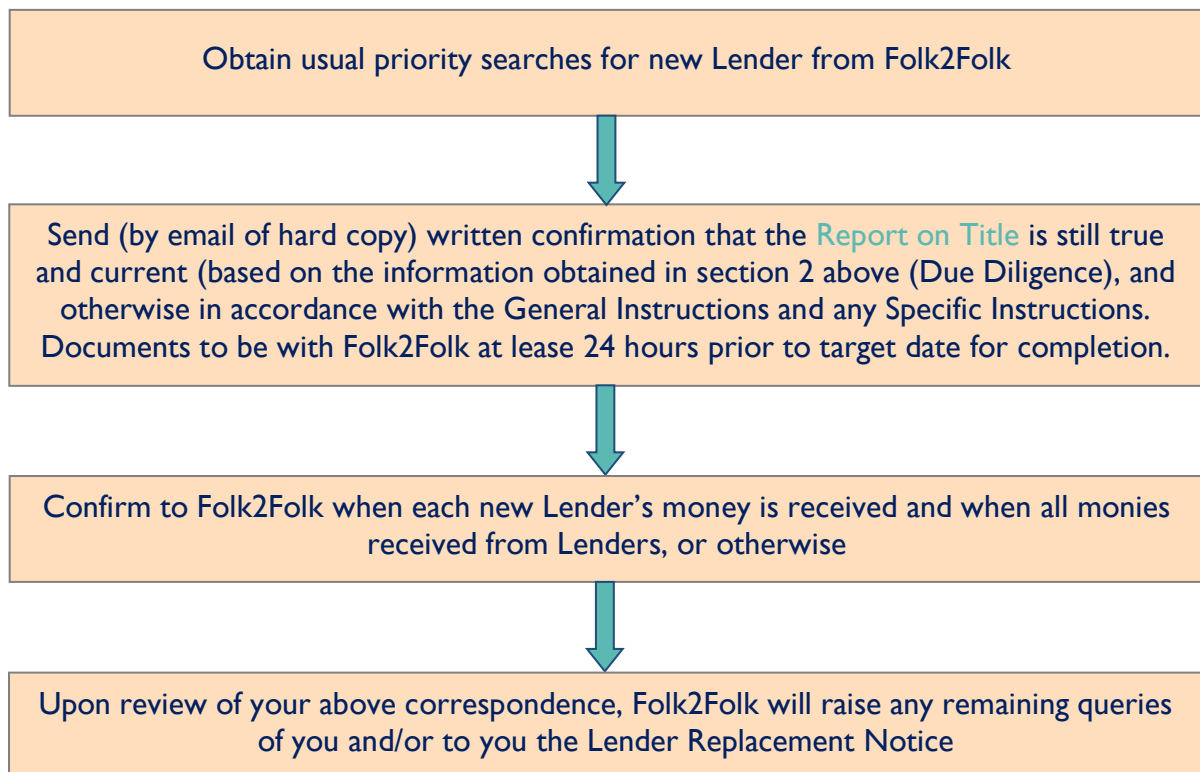 Obtain usual priority searches for new Lender from Folk2Folk
Send (by email of hard copy) written confirmation that the Report on Title is still true
and current (based on the information obtained in section 2 above (Due Diligence), and
otherwise in accordance with the General Instructions and any Specific Instructions.
Documents to be with Folk2Folk at lease 24 hours prior to target date for completion.
Confirm to Folk2Folk when each new Lender’s money is received and when all monies
received from Lenders, or otherwise
Upon review of your above correspondence, Folk2Folk will raise any remaining queries
of you and/or to you the Lender Replacement Notice